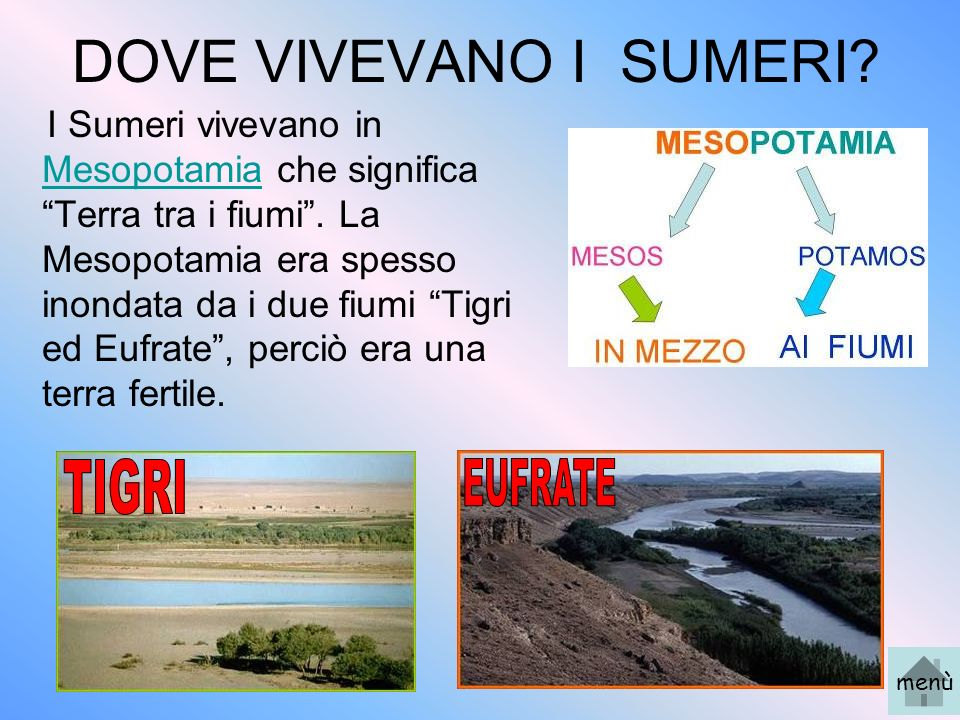 DOVE VIVEVANO I SUMERI?
I Sumeri vivevano in
Mesopotamia che significa
“Terra tra i fiumi”. La
Mesopotamia era spesso
inondata da i due fiumi “Tigri
ed Eufrate”, perciò era una
terra fertile.
MESOPOTAMIA
MESOS POTAMOS
IN MEZZO AI FIUMI
TIGRI
EUFRATE
menù